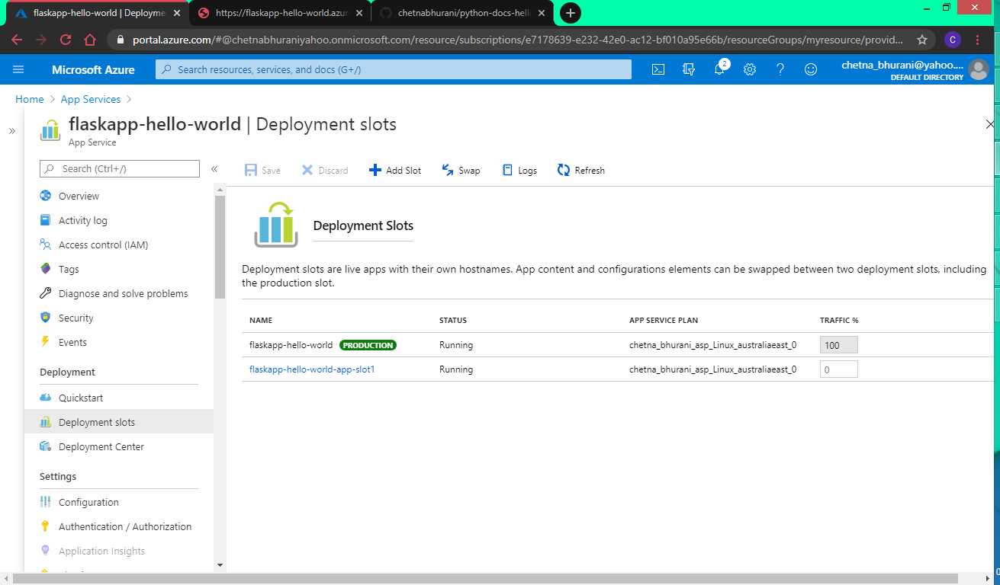 flaskapp-hello-world | Deployme
https://flaskapp-hello-world.azur
chetnabhurani/python-docs-hell
portal.azure.com/#@chetnabhuraniyahoo.onmicrosoft.com/resource/subscriptions/e7178639-e232-42e0-ac12-bf010a95e66b/resourceGroups/myresource/provid...
C
Microsoft Azure
Search resources, services, and docs (G+/)
2
chetna_bhurani@yahoo....
DEFAULT DIRECTORY
Home > App Services >
flaskapp-hello-world | Deployment slots
App Service
Search (Ctrl+/)
Save
Discard
Add Slot
Swap
Logs
Refresh
Overview
Activity log
Access control (IAM)
Tags
Diagnose and solve problems
Security
Events
Deployment
Quickstart
Deployment slots
Deployment Center
Settings
Configuration
Authentication / Authorization
Application Insights
Deployment Slots
Deployment slots are live apps with their own hostnames. App content and configurations elements can be swapped between two deployment slots, including
the production slot.
NAME STATUS APP SERVICE PLAN TRAFFIC %
flaskapp-hello-world PRODUCTION Running chetna_bhurani_asp_Linux_australiaeast_0 100
flaskapp-hello-world-app-slot1 Running chetna_bhurani_asp_Linux_australiaeast_0 0